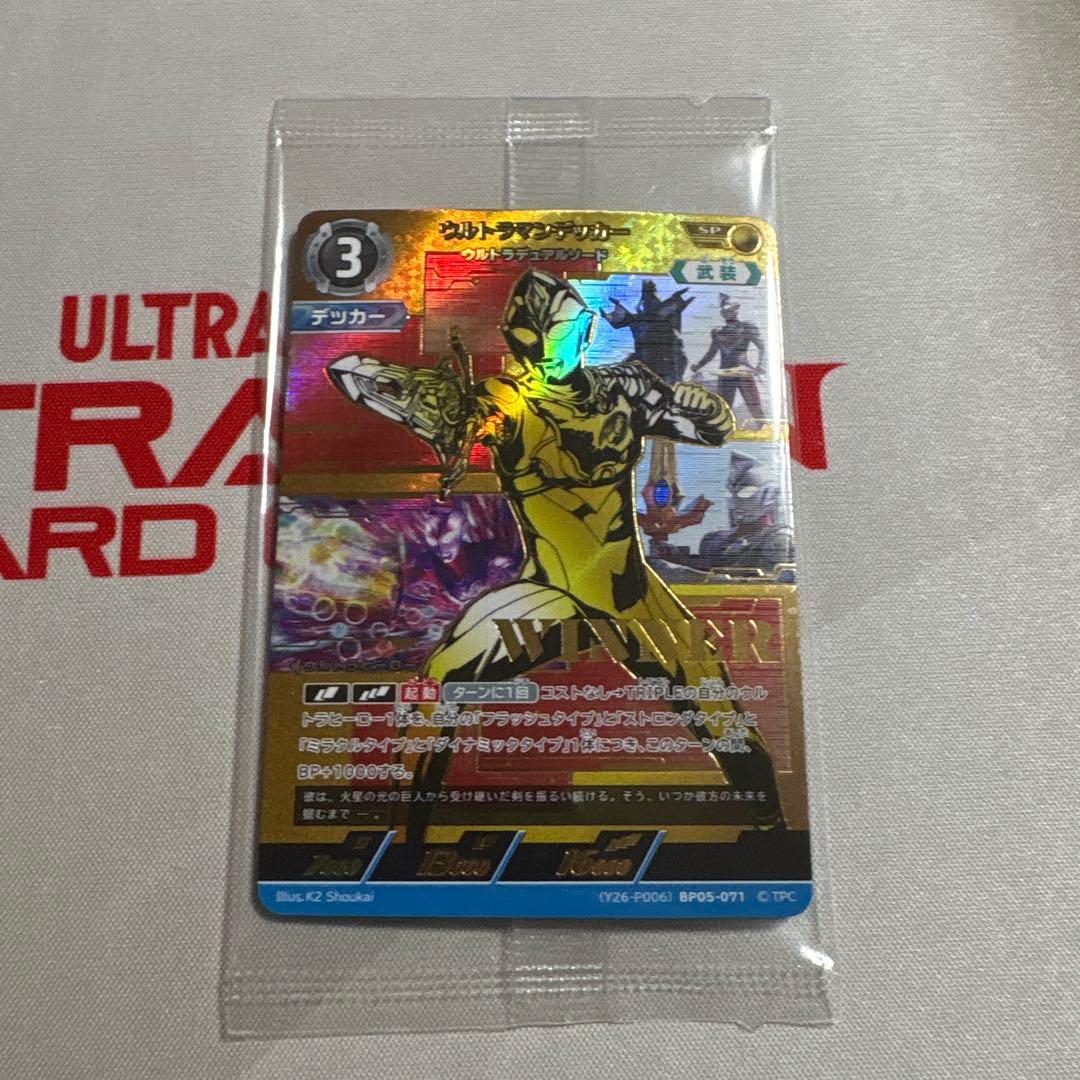 ULTRA
TRA
ARD
3
ウルトラマンデッカー
ウルトラデュアルソード
SP
武装
デッカー
WINNER
ウルトラヒーロー
起動 ターンに1回 コストなし→TRIPLEの自分のウル
トラヒーロー1体を、自分の「フラッシュタイプ」と「ストロングタイプ」と
「ミラクルタイプ」と「ダイナミックタイプ」1体につき、このターンの間、
BP+1000する。
彼は、火星の光の巨人から受け継いだ剣を振るい続ける。そう、いつか彼方の未来を
掴むまで ―。
7000
Illus.K2 Shoukai
(Y26-P006) BP05-071 ©TPC